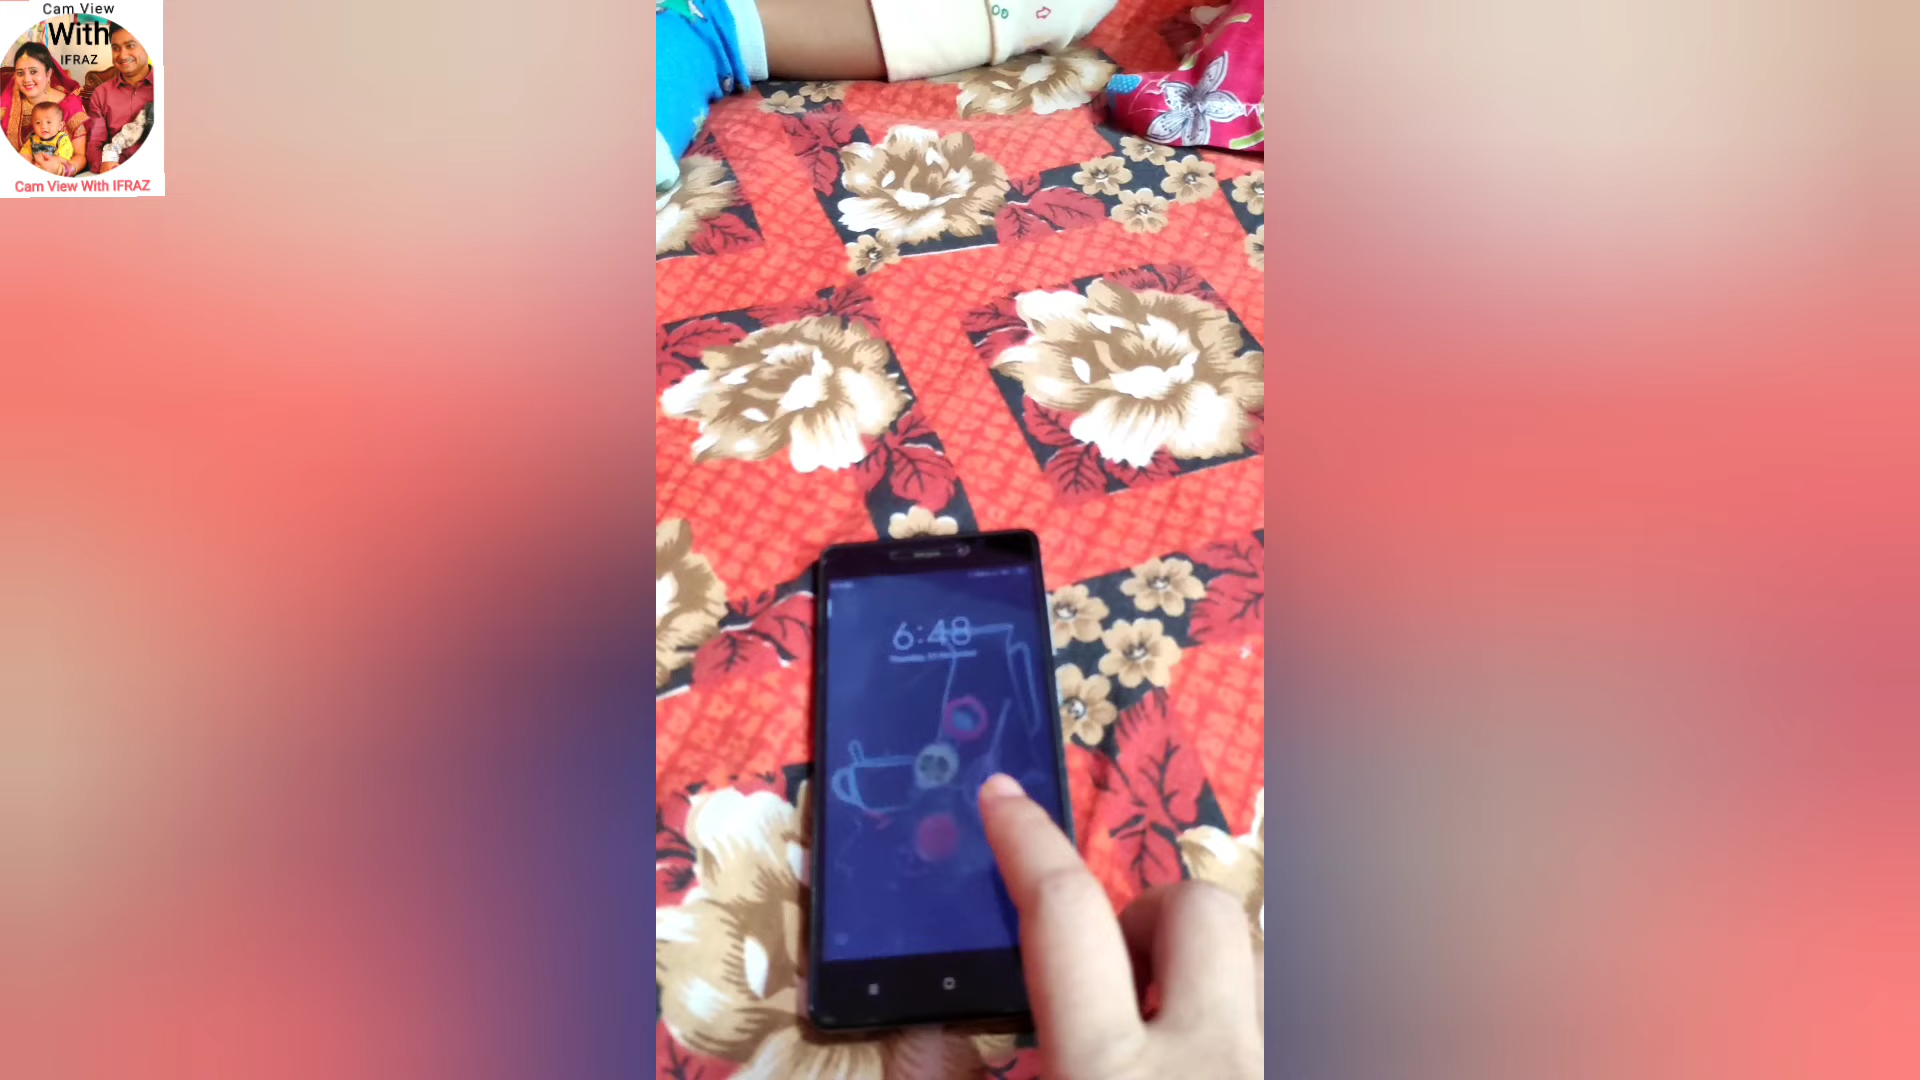 Cam View
With
IFRAZ
Cam View With IFRAZ
6:48